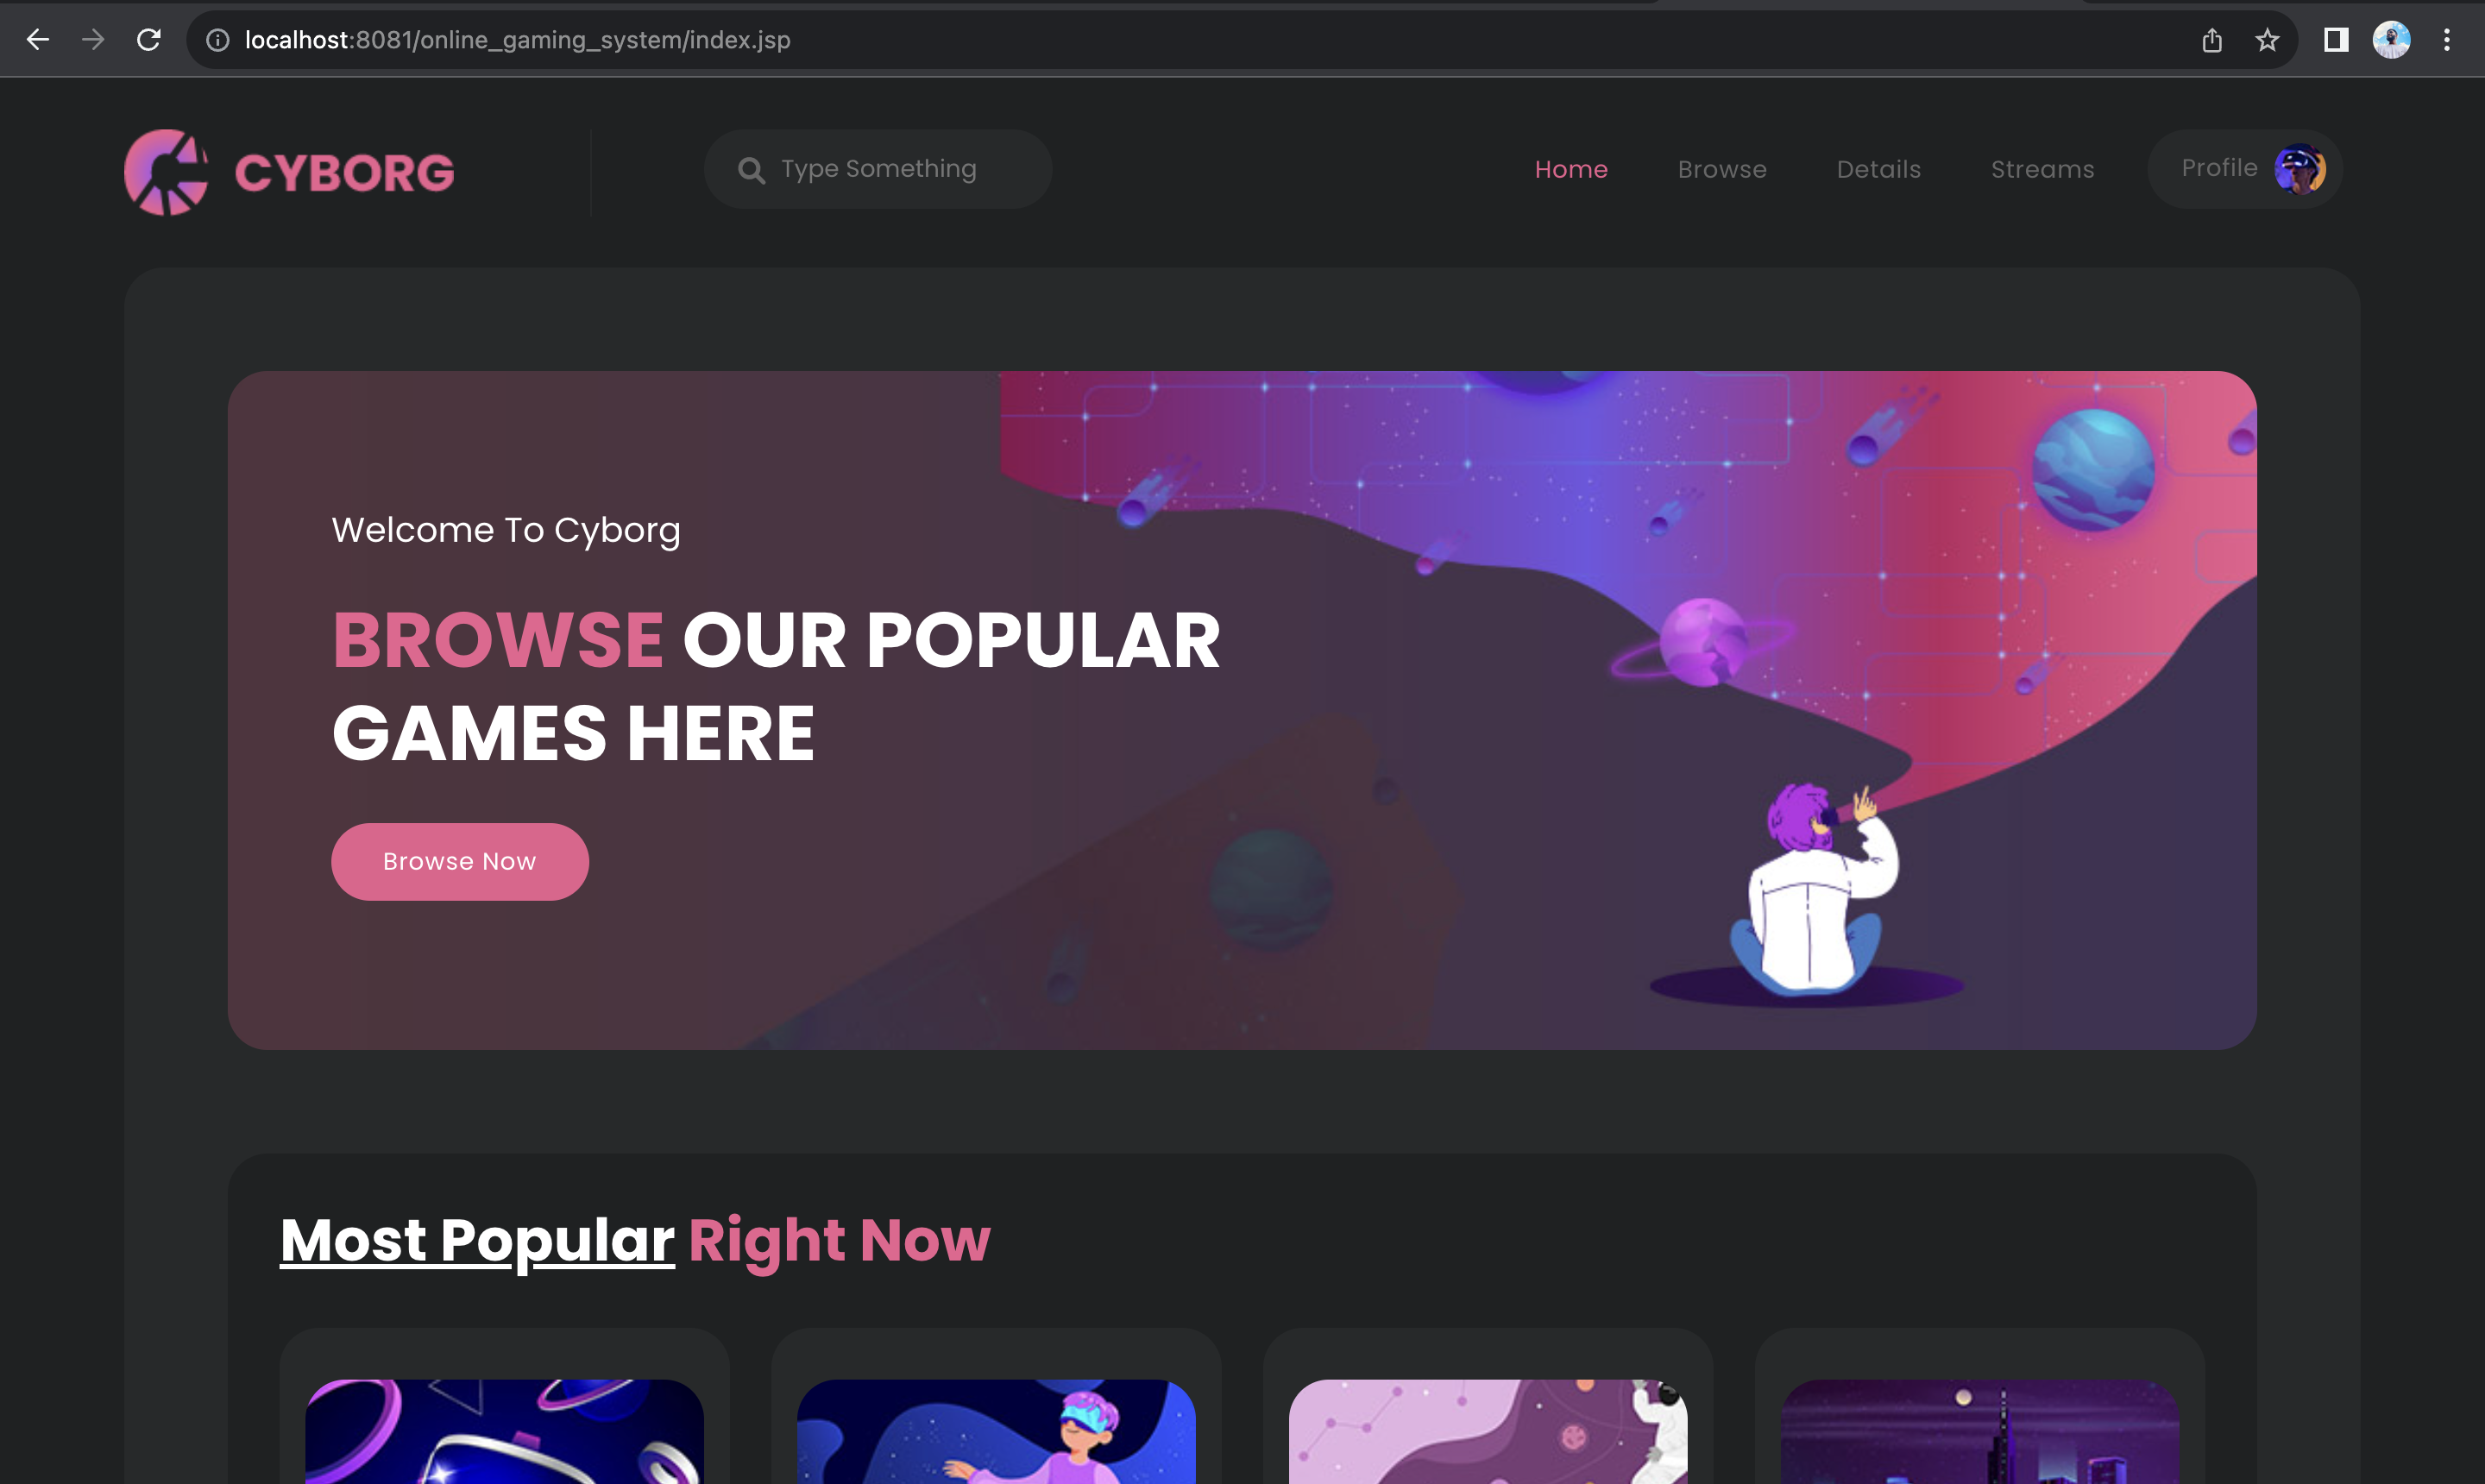 localhost:8081/online_gaming_system/index.jsp
CYBORG
Type Something
Home
Browse
Details
Streams
Profile
Welcome To Cyborg
BROWSE OUR POPULAR
GAMES HERE
Browse Now
Most Popular Right Now